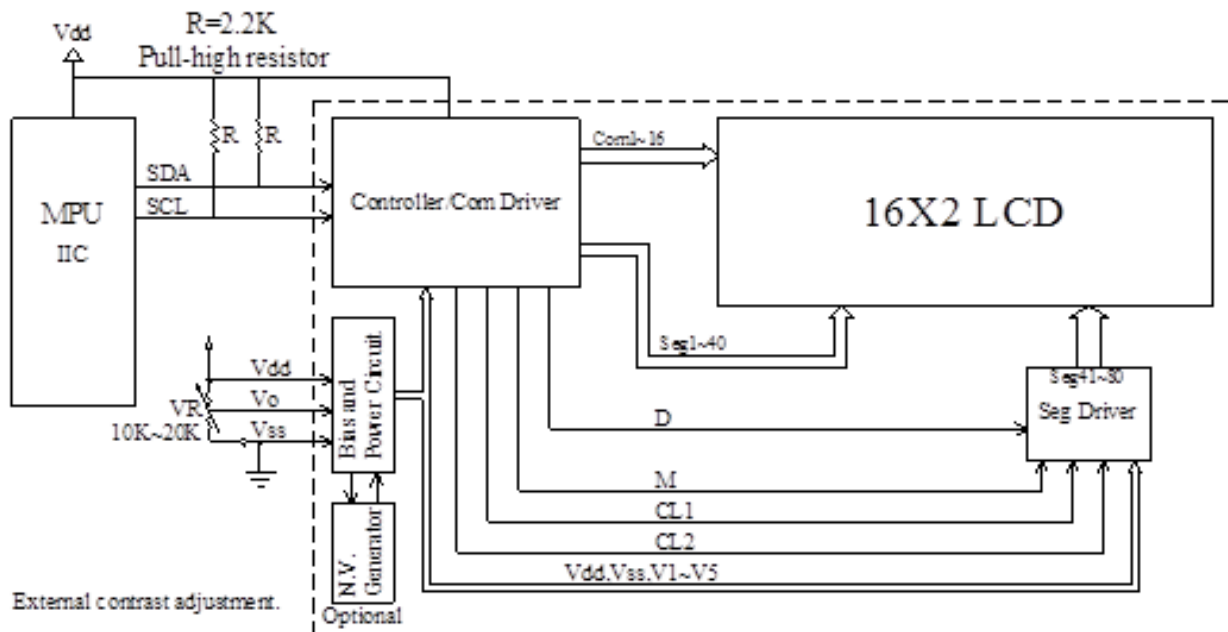 Vdd
R=2.2K
Pull-high resistor
R
R
SDA
SCL
MPU
IIC
Controller/Com Driver
Com1~16
16X2 LCD
Seg1~40
Seg41~80
Seg Driver
Vdd
Vo
Vss
VR
10K~20K
Bias and
Power Circuit
N.V.
Generator
Optional
D
M
CL1
CL2
Vdd.Vss.V1~V5
External contrast adjustment.